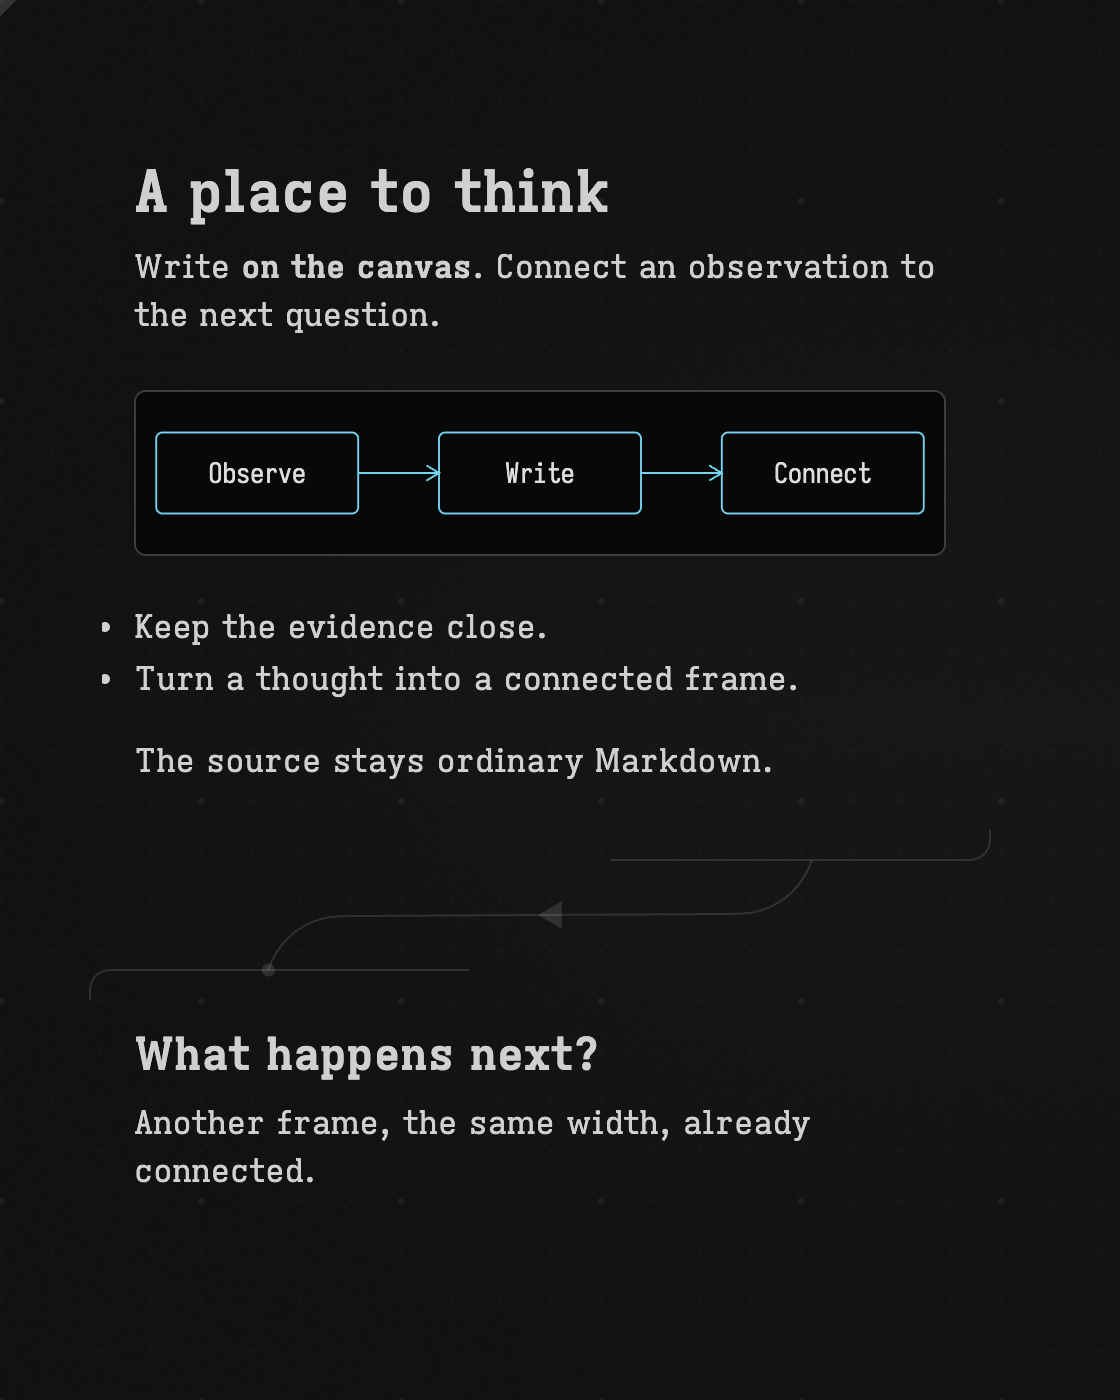 A place to think
Write on the canvas. Connect an observation to
the next question.
Observe
Write
Connect
• Keep the evidence close.
• Turn a thought into a connected frame.
The source stays ordinary Markdown.
What happens next?
Another frame, the same width, already
connected.